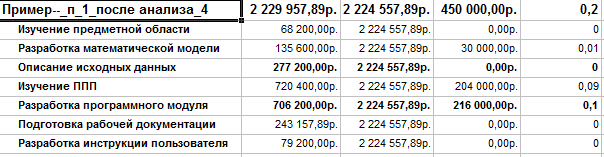 Пример--_п_1_после анализа_4 2 229 957,89р. 2 224 557,89р. 450 000,00р. 0,2
Изучение предметной области 68 200,00р. 2 224 557,89р. 0,00р. 0
Разработка математической модели 135 600,00р. 2 224 557,89р. 30 000,00р. 0,01
Описание исходных данных 277 200,00р. 2 224 557,89р. 0,00р. 0
Изучение ППП 720 400,00р. 2 224 557,89р. 204 000,00р. 0,09
Разработка программного модуля 706 200,00р. 2 224 557,89р. 216 000,00р. 0,1
Подготовка рабочей документации 243 157,89р. 2 224 557,89р. 0,00р. 0
Разработка инструкции пользователя 79 200,00р. 2 224 557,89р. 0,00р. 0